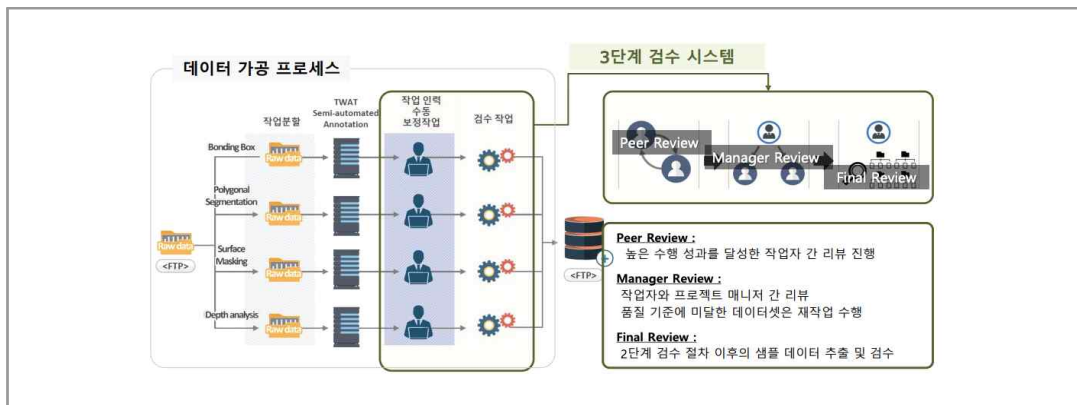 데이터 가공 프로세스
3단계 검수 시스템
작업분할
TWAT
Semi-automated
Annotation
작업 인력
수동
보정작업
검수 작업
Bonding Box
Raw data
Polygonal
Segmentation
Raw data
Raw data
<FTP>
Surface
Masking
Raw data
Depth analysis
Raw data
<FTP>
Peer Review
Manager Review
Final Review
Peer Review :
높은 수행 성과를 달성한 작업자 간 리뷰 진행
Manager Review :
작업자와 프로젝트 매니저 간 리뷰
품질 기준에 미달한 데이터셋은 재작업 수행
Final Review :
2단계 검수 절차 이후의 샘플 데이터 추출 및 검수